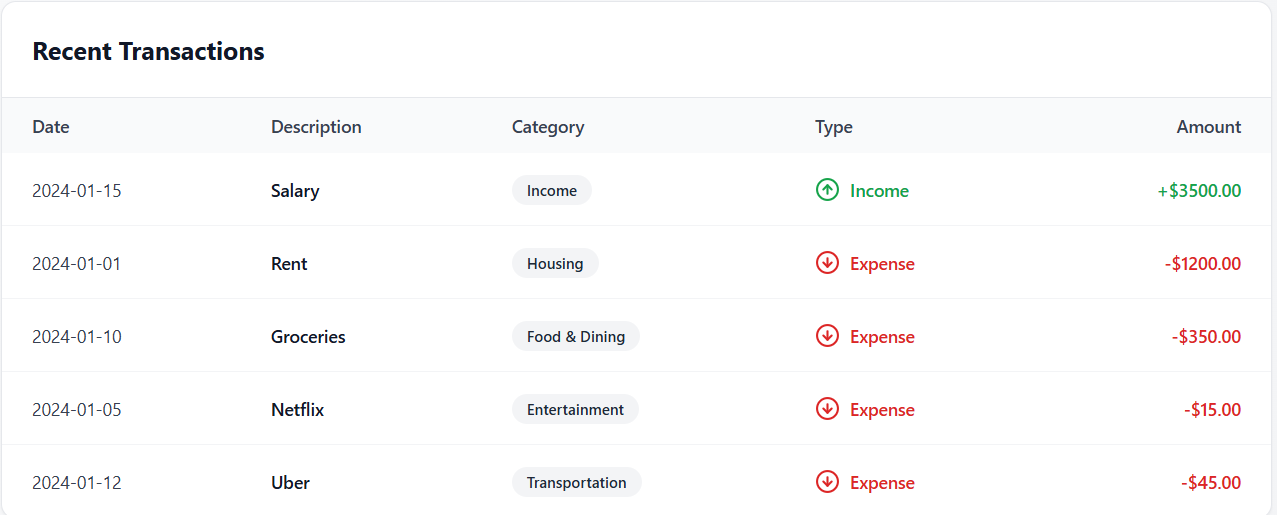 Recent Transactions
Date Description Category Type Amount
2024-01-15 Salary Income Income +$3500.00
2024-01-01 Rent Housing Expense -$1200.00
2024-01-10 Groceries Food & Dining Expense -$350.00
2024-01-05 Netflix Entertainment Expense -$15.00
2024-01-12 Uber Transportation Expense -$45.00